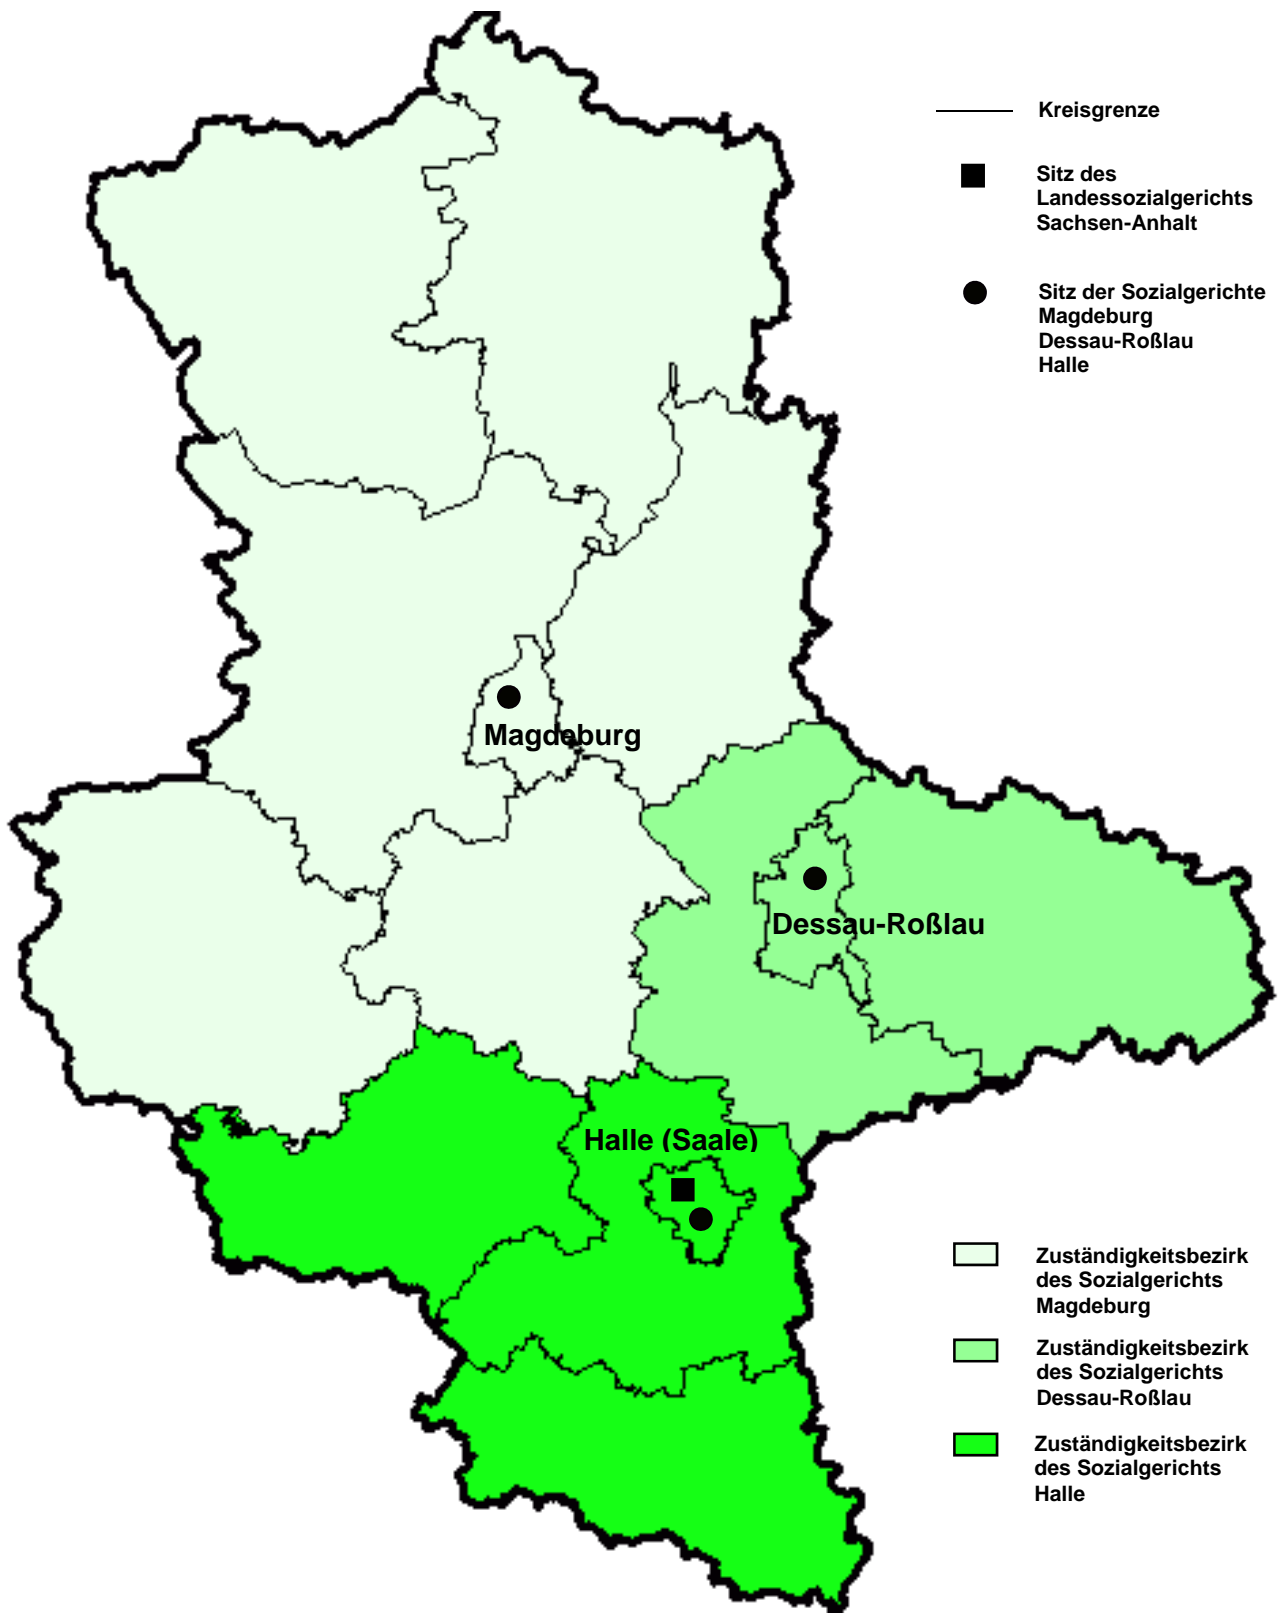 Kreisgrenze
Sitz des
Landessozialgerichts
Sachsen-Anhalt
Sitz der Sozialgerichte
Magdeburg
Dessau-Roßlau
Halle
Magdeburg
Dessau-Roßlau
Halle (Saale)
Zuständigkeitsbezirk
des Sozialgerichts
Magdeburg
Zuständigkeitsbezirk
des Sozialgerichts
Dessau-Roßlau
Zuständigkeitsbezirk
des Sozialgerichts
Halle